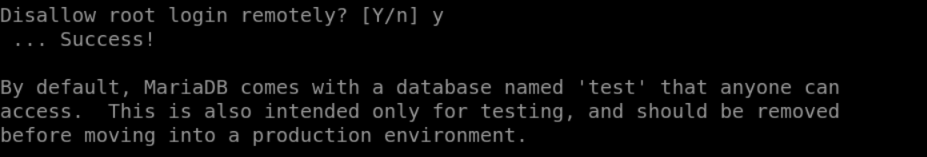 Disallow root login remotely? [Y/n] y
 ... Success!

By default, MariaDB comes with a database named 'test' that anyone can
access.  This is also intended only for testing, and should be removed
before moving into a production environment.